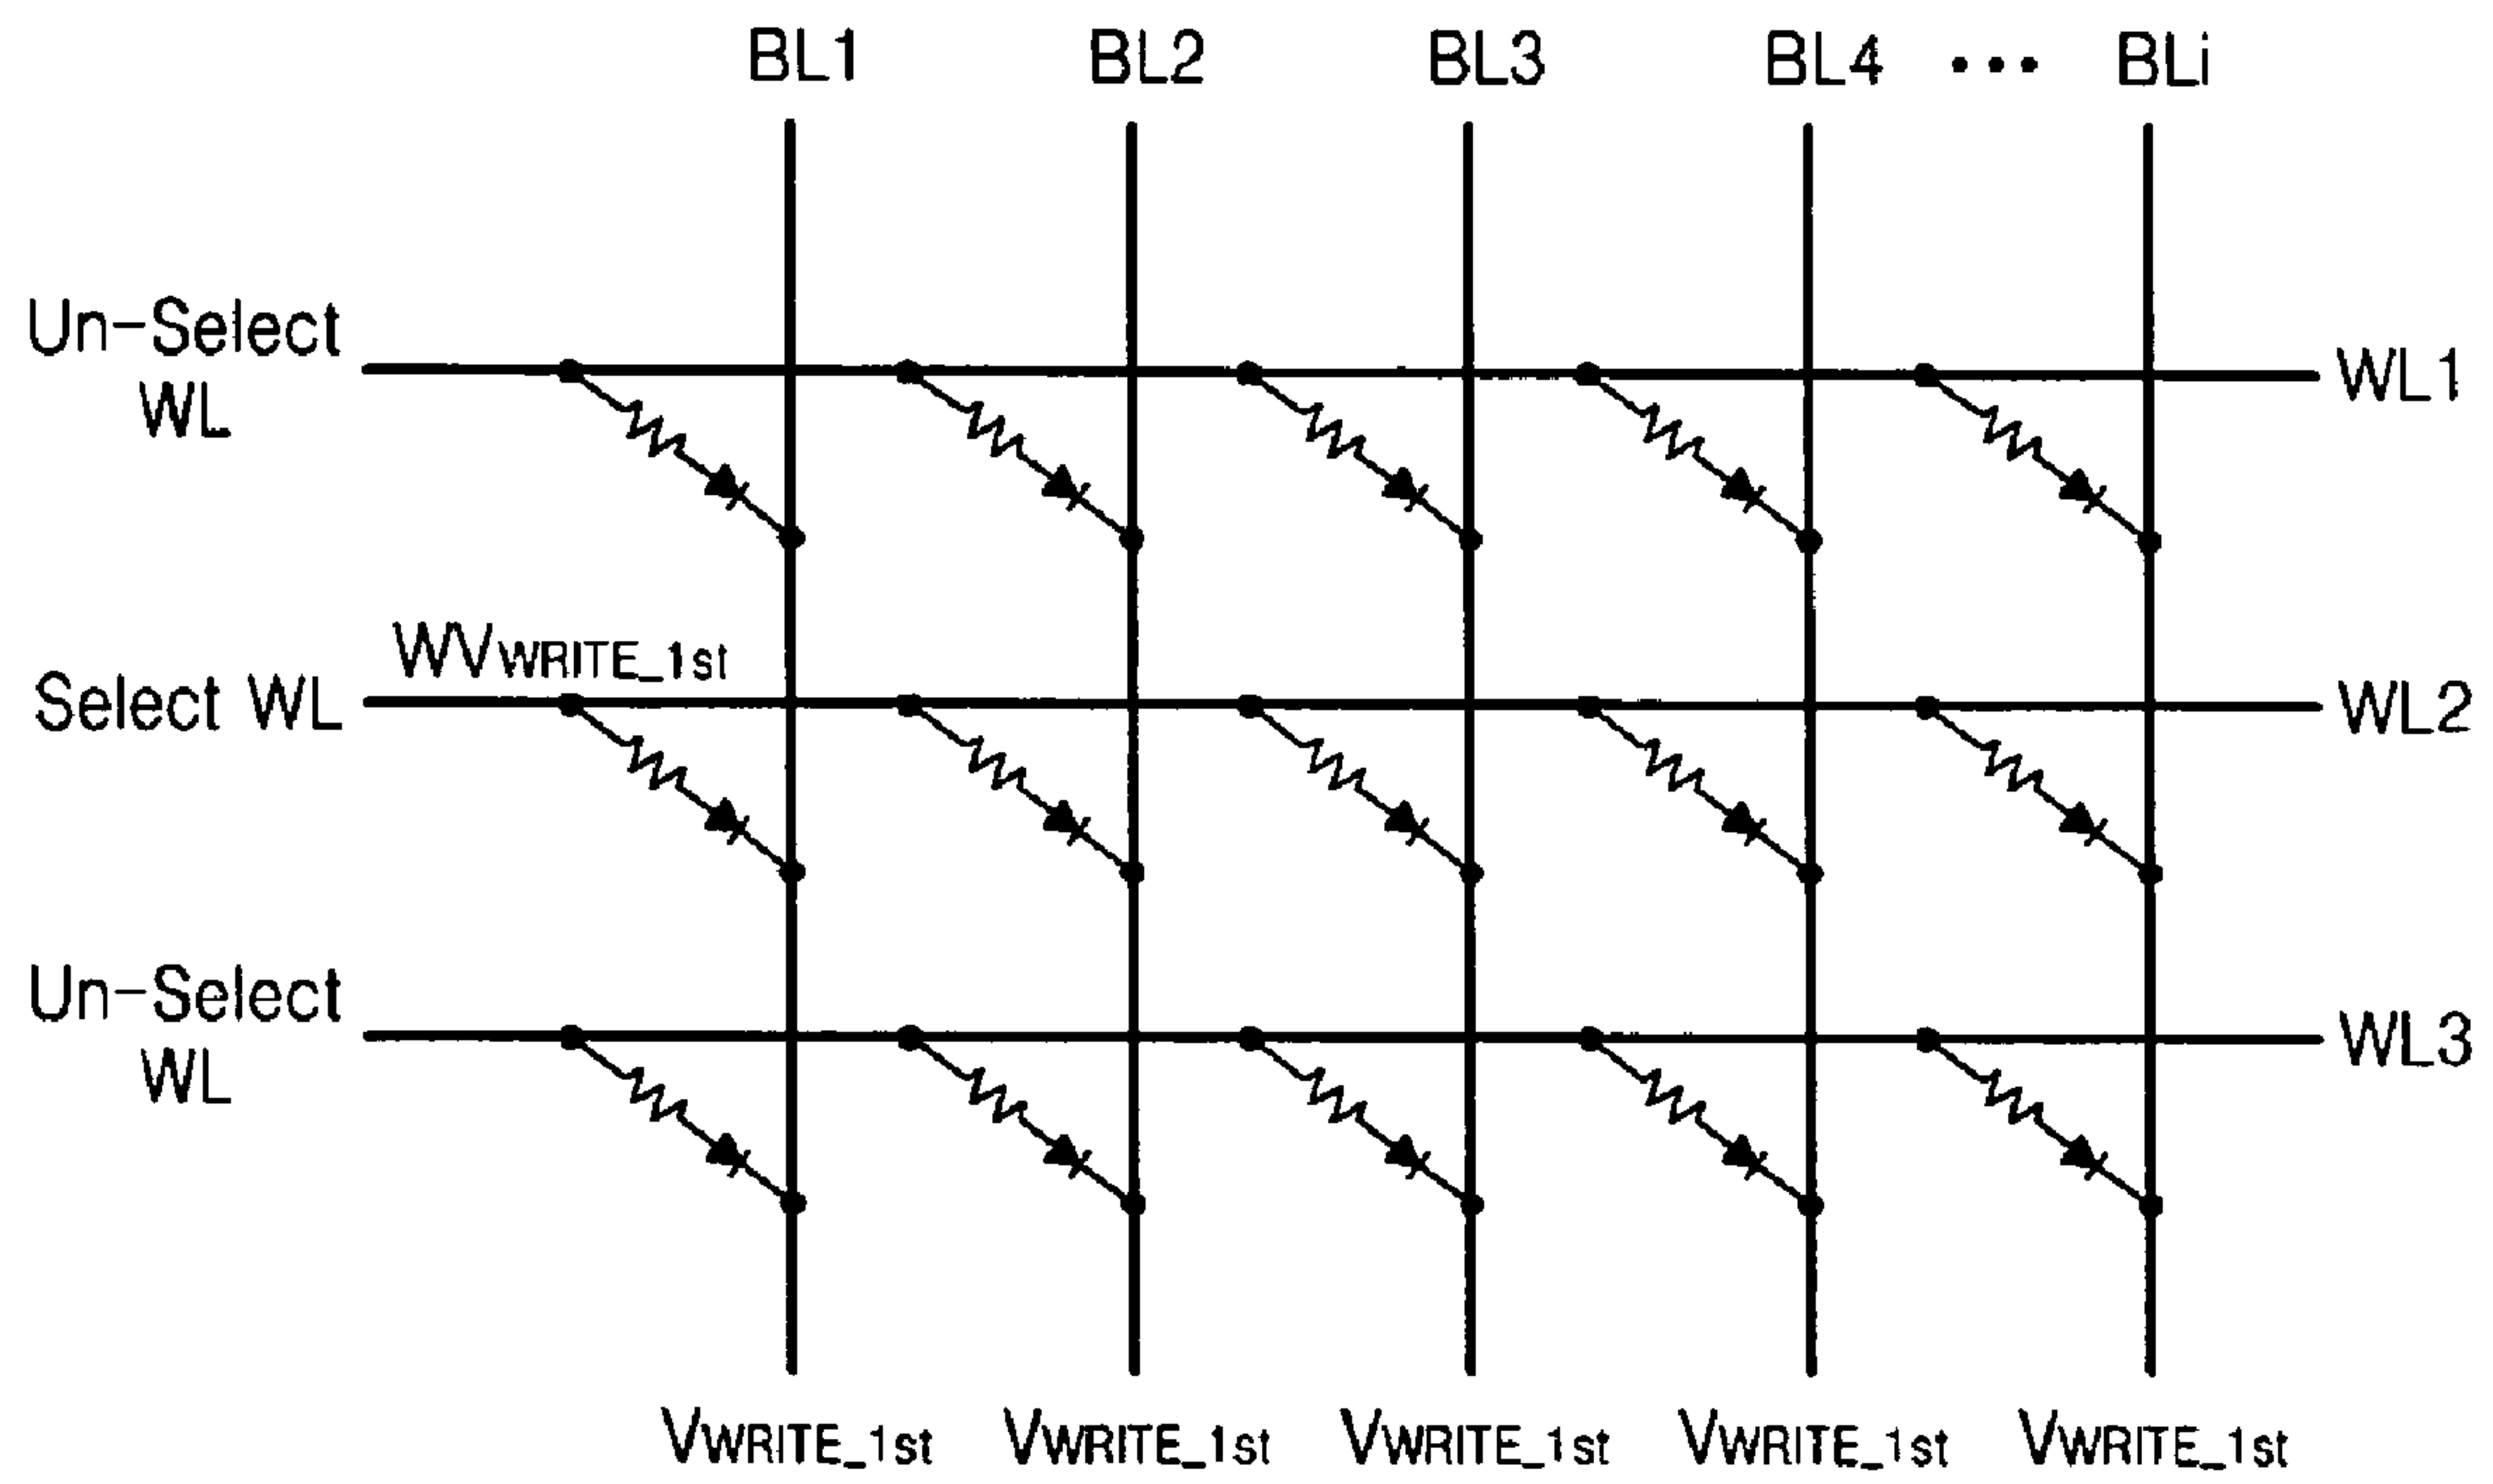 BL1 BL2 BL3 BL4 ••• BLi
Un-Select
WL
WL1
WVWRITE_1st
Select WL
WL2
Un-Select
WL
WL3
VWRITE_1st VWRITE_1st VWRITE_1st VWRITE_1st VWRITE_1st